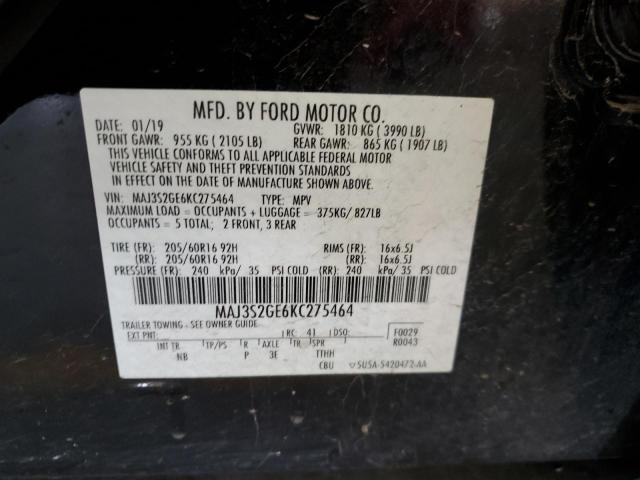 MFD. BY FORD MOTOR CO.
DATE: 01/19 GVWR: 1810 KG ( 3990 LB)
FRONT GAWR: 955 KG ( 2105 LB) REAR GAWR: 865 KG ( 1907 LB)
THIS VEHICLE CONFORMS TO ALL APPLICABLE FEDERAL MOTOR
VEHICLE SAFETY AND THEFT PREVENTION STANDARDS
IN EFFECT ON THE DATE OF MANUFACTURE SHOWN ABOVE.
VIN: MAJ3S2GE6KC275464 TYPE: MPV
MAXIMUM LOAD = OCCUPANTS + LUGGAGE = 375KG/ 827LB
OCCUPANTS = 5 TOTAL; 2 FRONT, 3 REAR
TIRE (FR): 205/60R16 92H RIMS (FR): 16x6.5J
(RR): 205/60R16 92H (RR): 16x6.5J
PRESSURE (FR): 240 kPa/ 35 PSI COLD (RR): 240 kPa/ 35 PSI COLD
MAJ3S2GE6KC275464
TRAILER TOWING - SEE OWNER GUIDE
EXT PNT: RC: 41 DSO: F0029
INT TR TP/PS R AXLE TR SPR R0043
NB P 3E TTHH
CBU 5U5A-5420472-AA